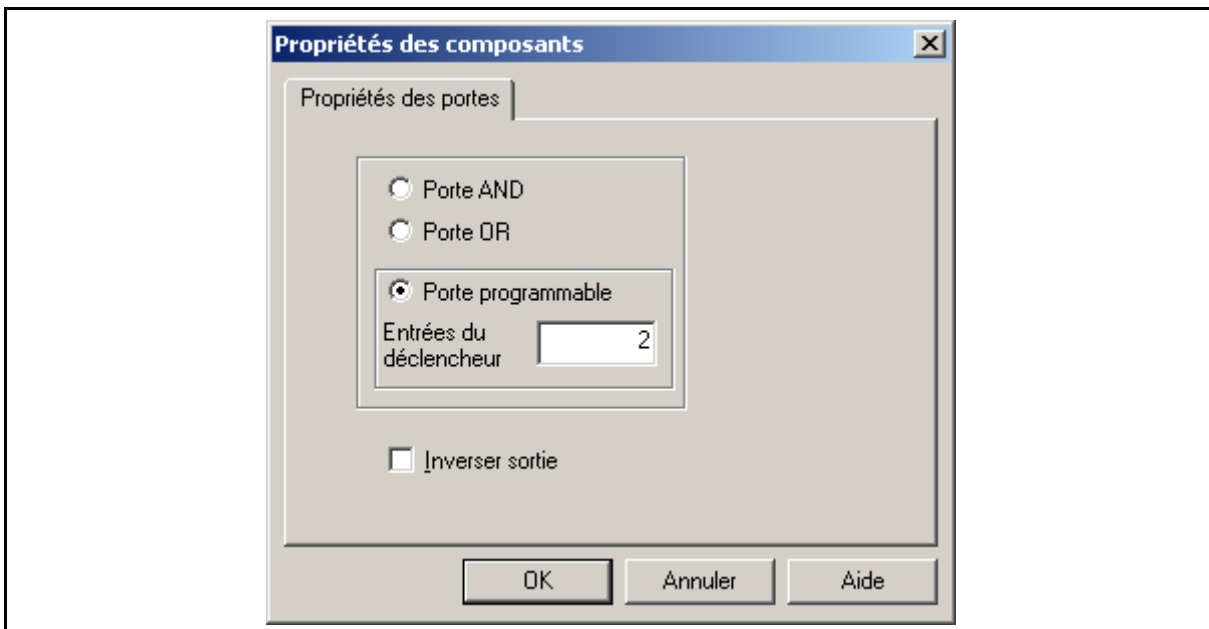 Propriétés des composants
Propriétés des portes
Porte AND
Porte OR
Porte programmable
Entrées du
déclencheur
2
Inverser sortie
OK
Annuler
Aide